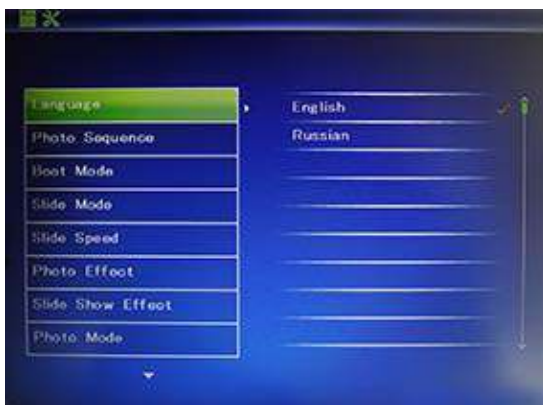 Language
Photo Sequence
Boot Mode
Slide Mode
Slide Speed
Photo Effect
Slide Show Effect
Photo Mode
English
Russian